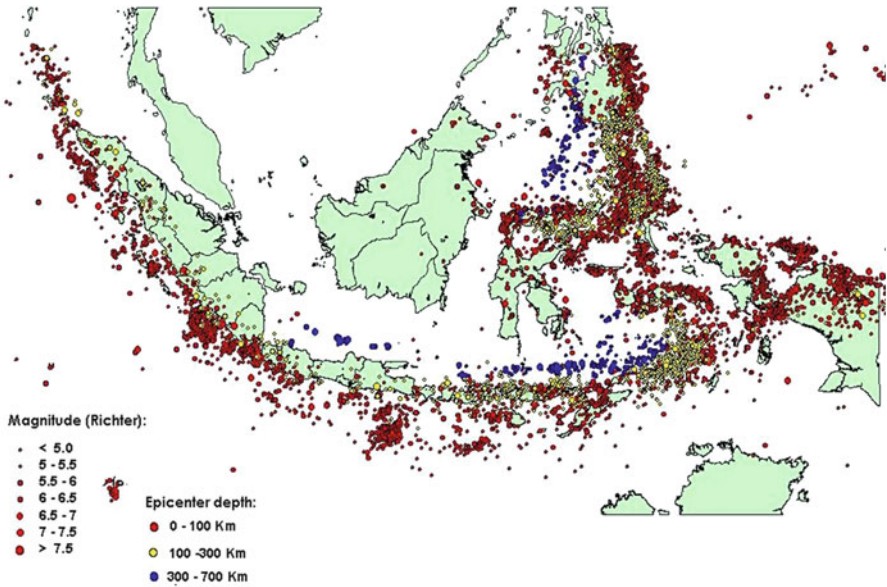 Magnitude (Richter):
< 5.0
5 - 5.5
5.5 - 6
6 - 6.5
6.5 - 7
7 - 7.5
> 7.5
Epicenter depth:
0 - 100 Km
100 -300 Km
300 - 700 Km